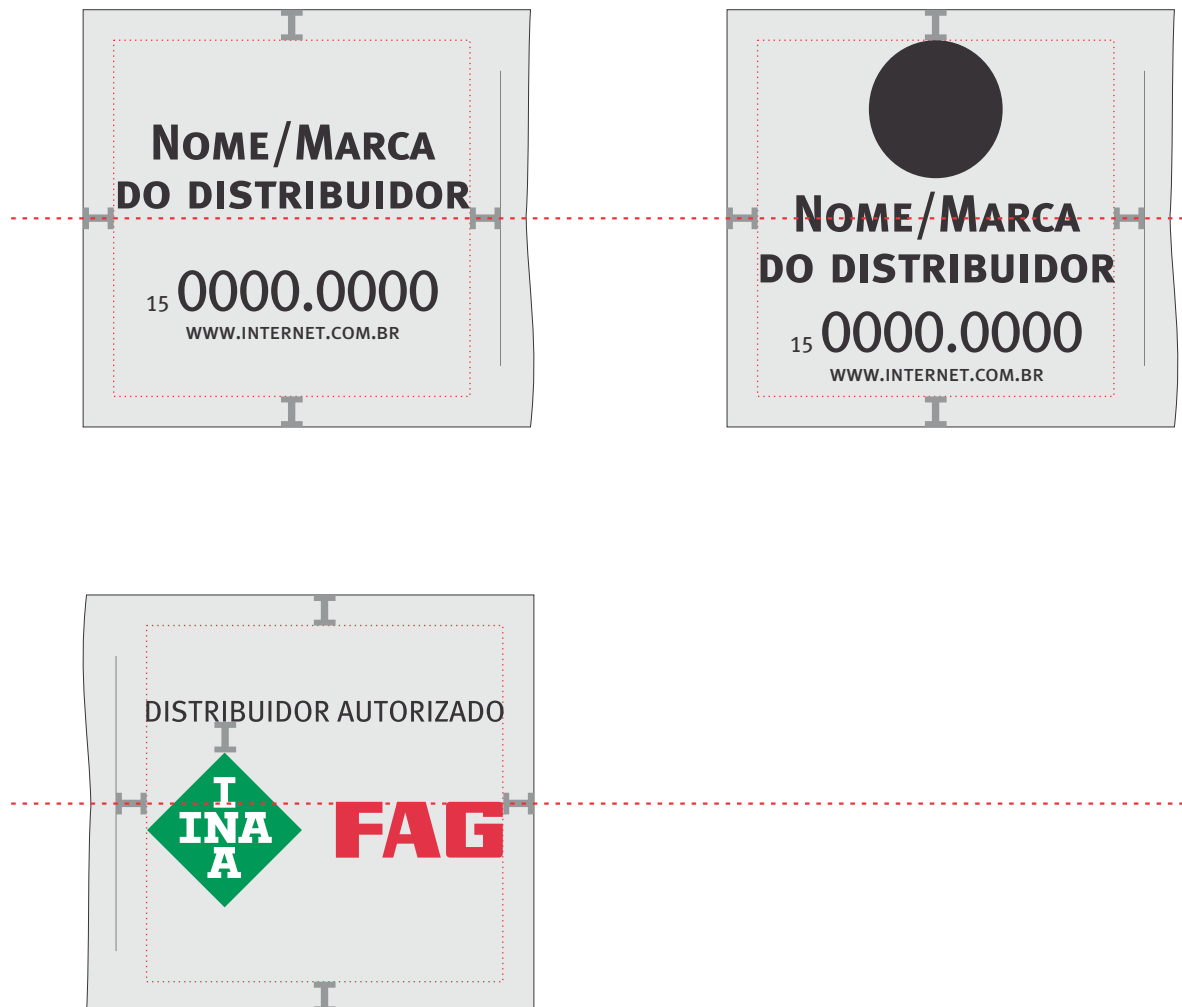 NOME/MARCA
DO DISTRIBUIDOR
15 0000.0000
WWW.INTERNET.COM.BR
NOME/MARCA
DO DISTRIBUIDOR
15 0000.0000
WWW.INTERNET.COM.BR
DISTRIBUIDOR AUTORIZADO
I
INA
A
FAG